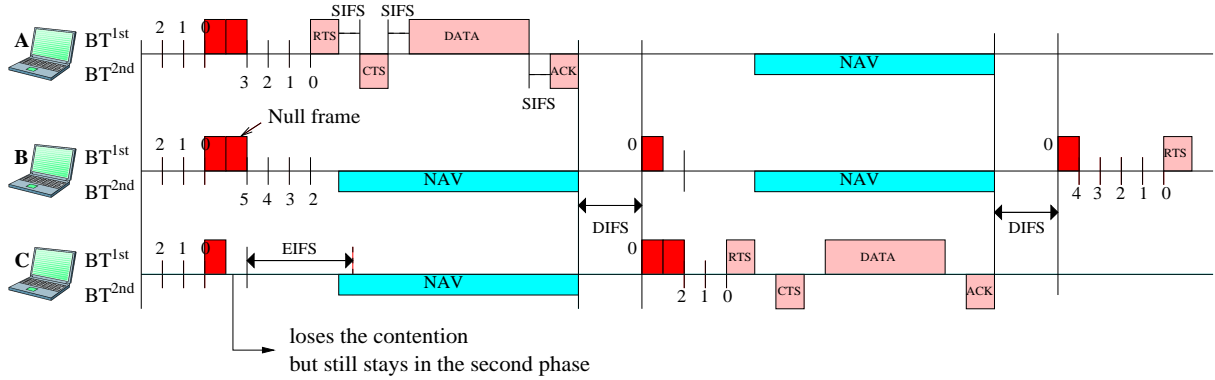 SIFS SIFS
2 1 0 RTS DATA
A BT1st
BT2nd CTS ACK NAV
3 2 1 0
SIFS
Null frame
2 1 0 0 0
B BT1st RTS
BT2nd NAV NAV
5 4 3 2 4 3 2 1 0
DIFS DIFS
2 1 0 0
C BT1st EIFS RTS DATA
BT2nd NAV CTS ACK
2 1 0
loses the contention
but still stays in the second phase